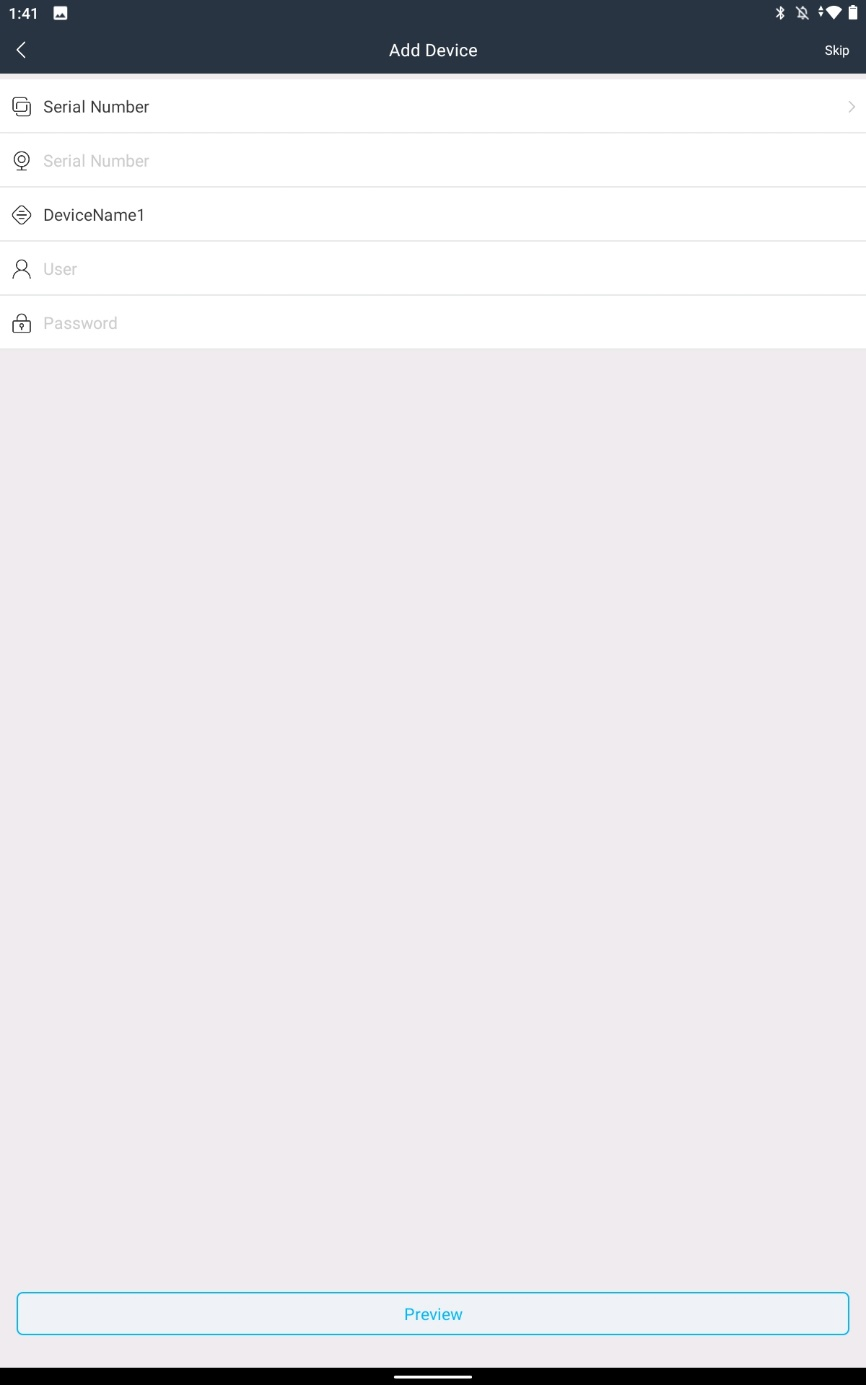 1:41
Add Device
Skip
Serial Number
Serial Number
DeviceName1
User
Password
Preview